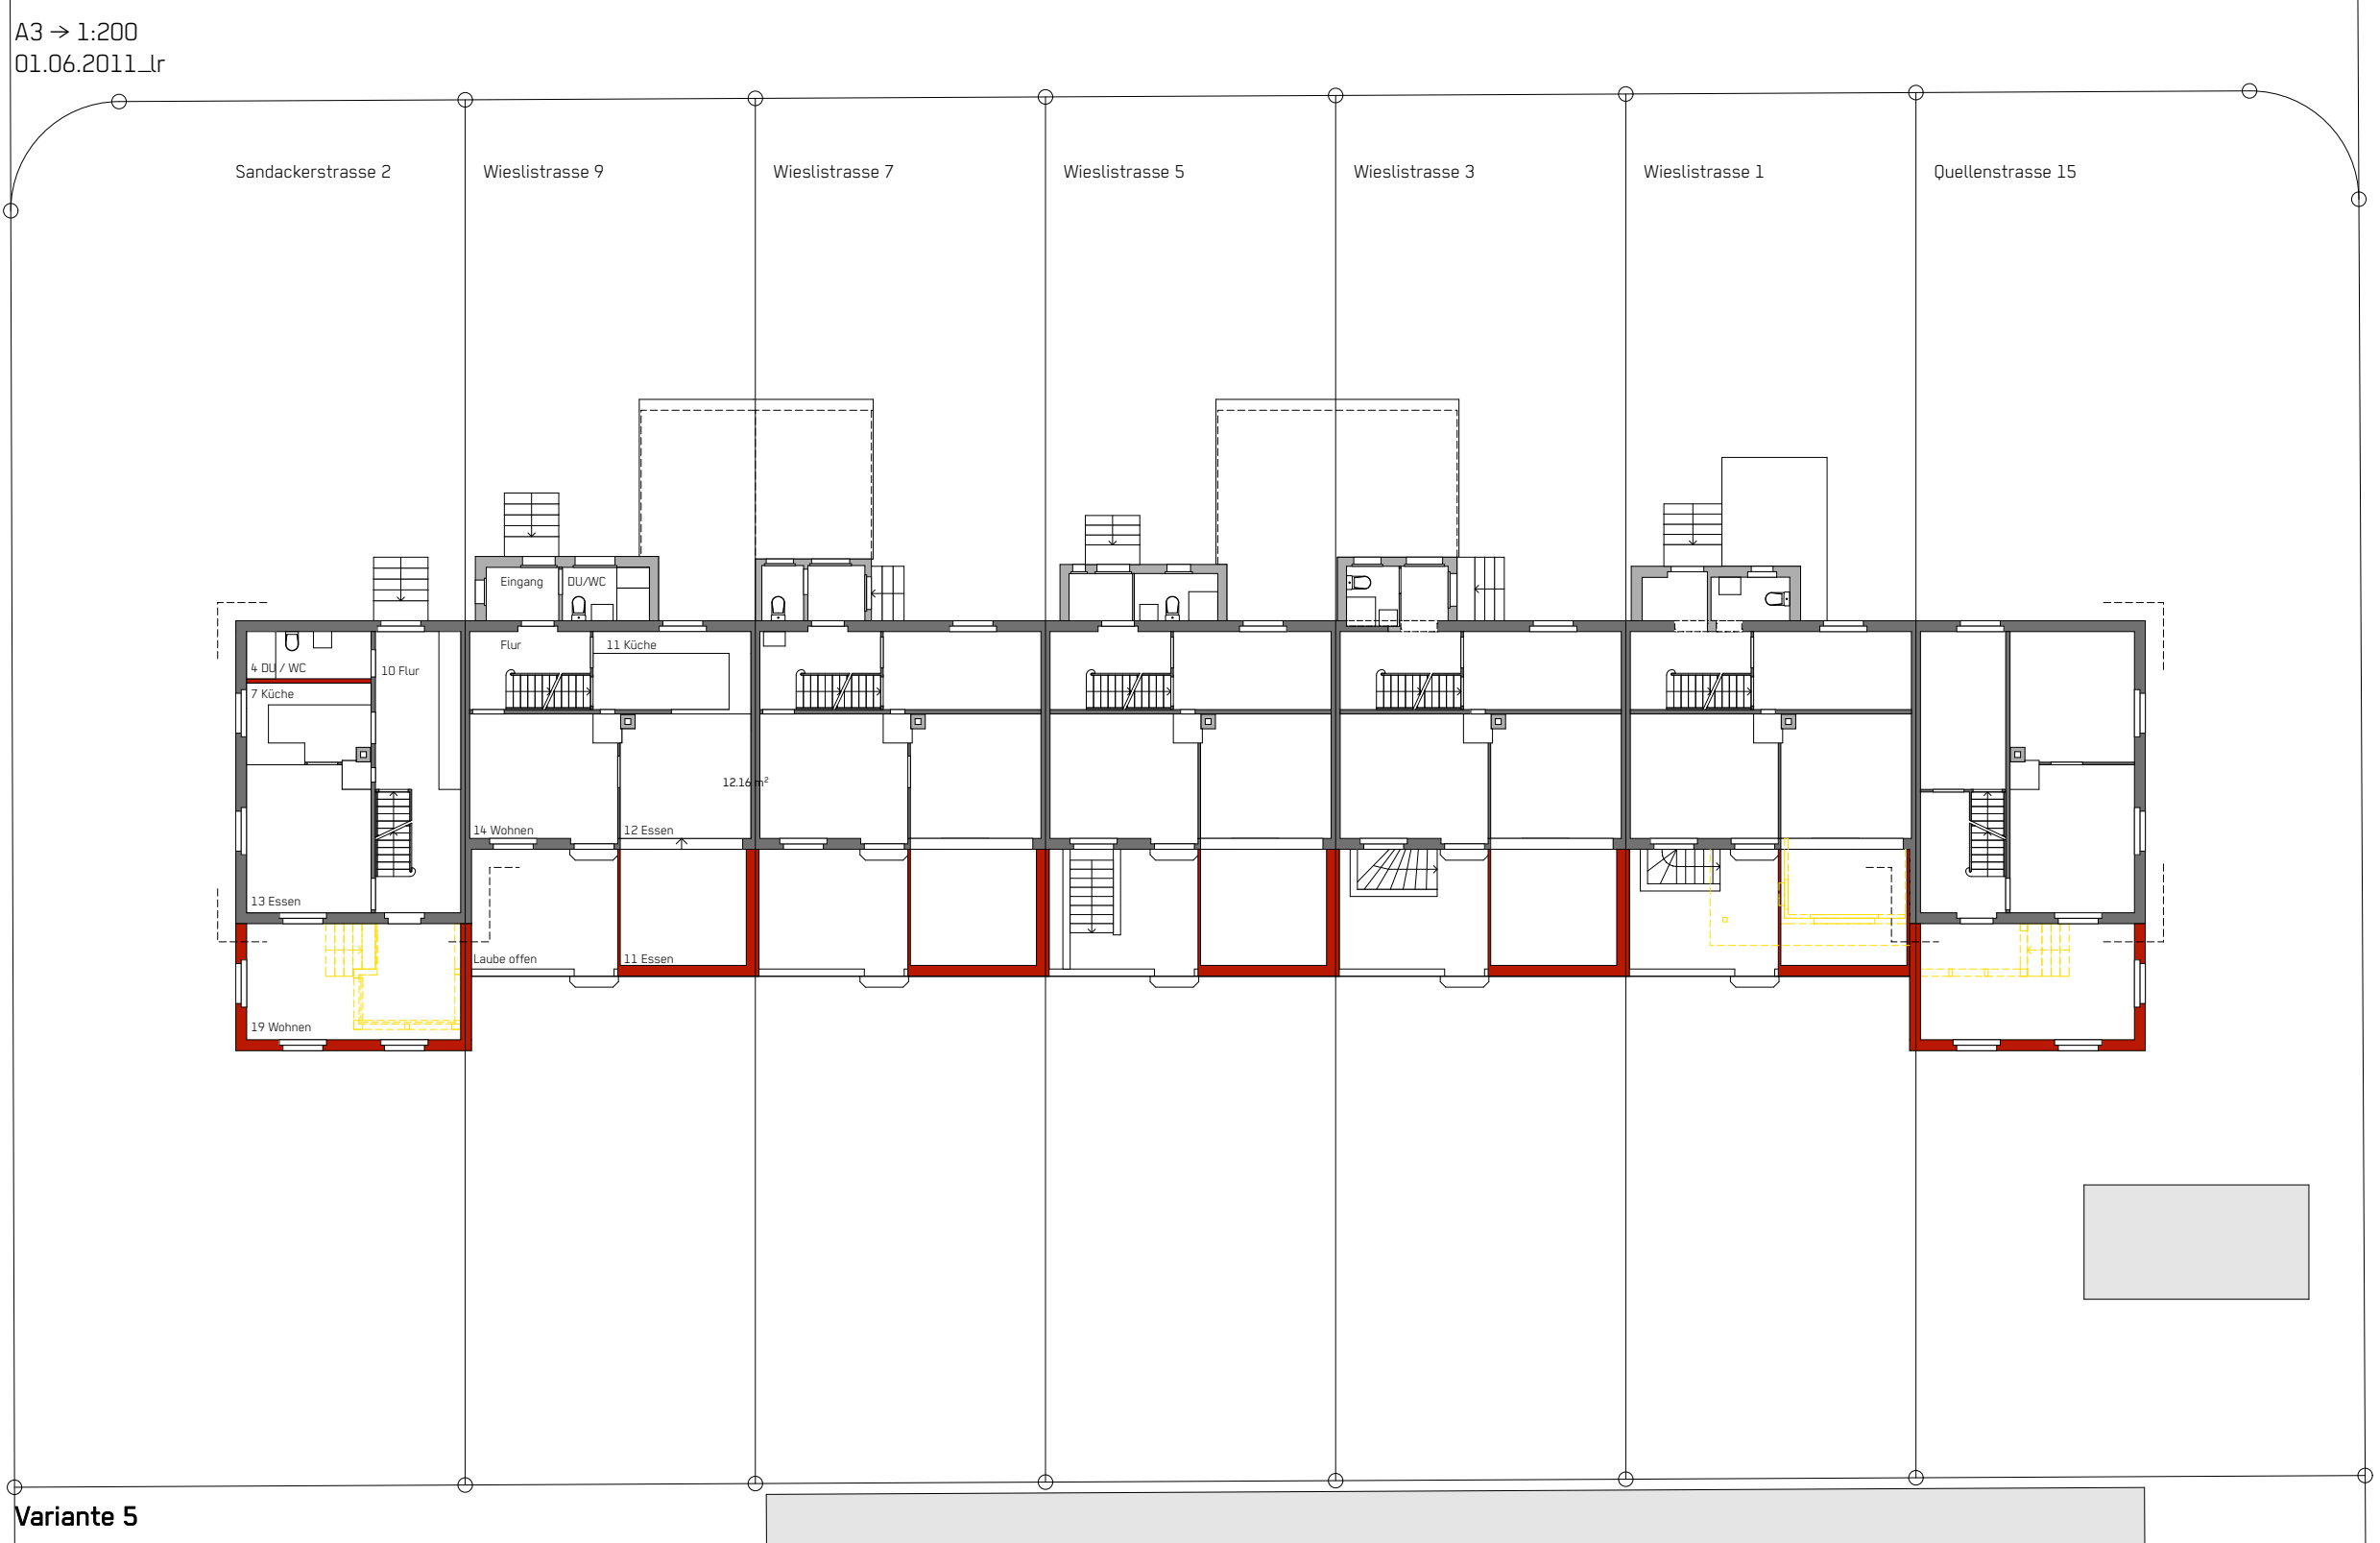 A3 → 1:200
01.06.2011_lr
Sandackerstrasse 2
Wieslistrasse 9
Wieslistrasse 7
Wieslistrasse 5
Wieslistrasse 3
Wieslistrasse 1
Quellenstrasse 15
Eingang
DU/WC
Flur
11 Küche
4 DU / WC
10 Flur
7 Küche
12.16 m²
14 Wohnen
12 Essen
13 Essen
Laube offen
11 Essen
19 Wohnen
Variante 5